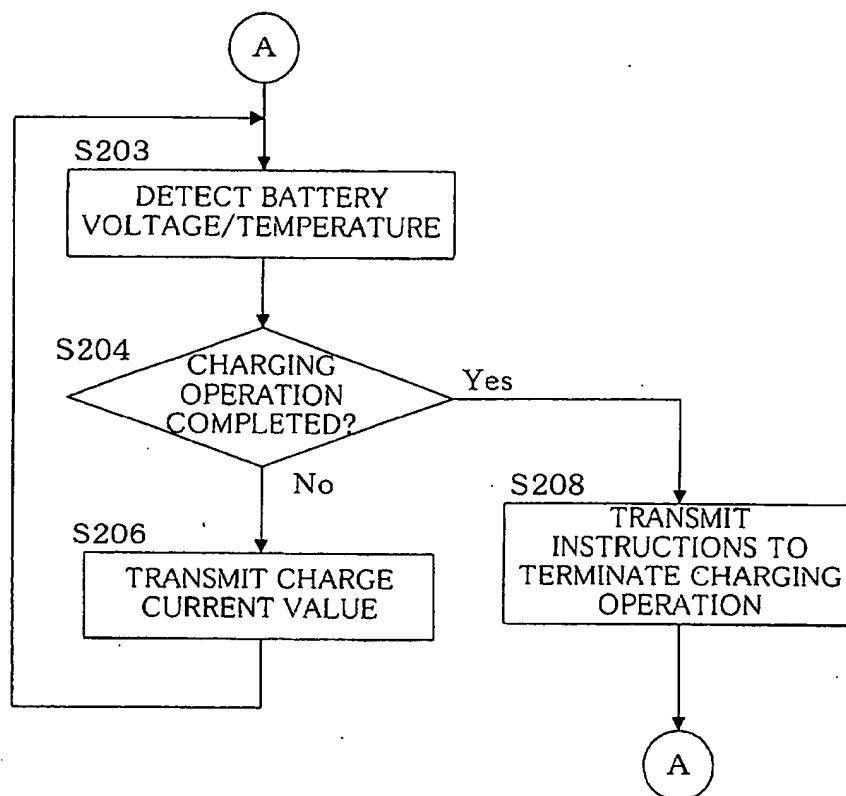 A
S203
DETECT BATTERY
VOLTAGE/TEMPERATURE
S204
CHARGING
OPERATION
COMPLETED?
Yes
No
S206
TRANSMIT CHARGE
CURRENT VALUE
S208
TRANSMIT
INSTRUCTIONS TO
TERMINATE CHARGING
OPERATION
A